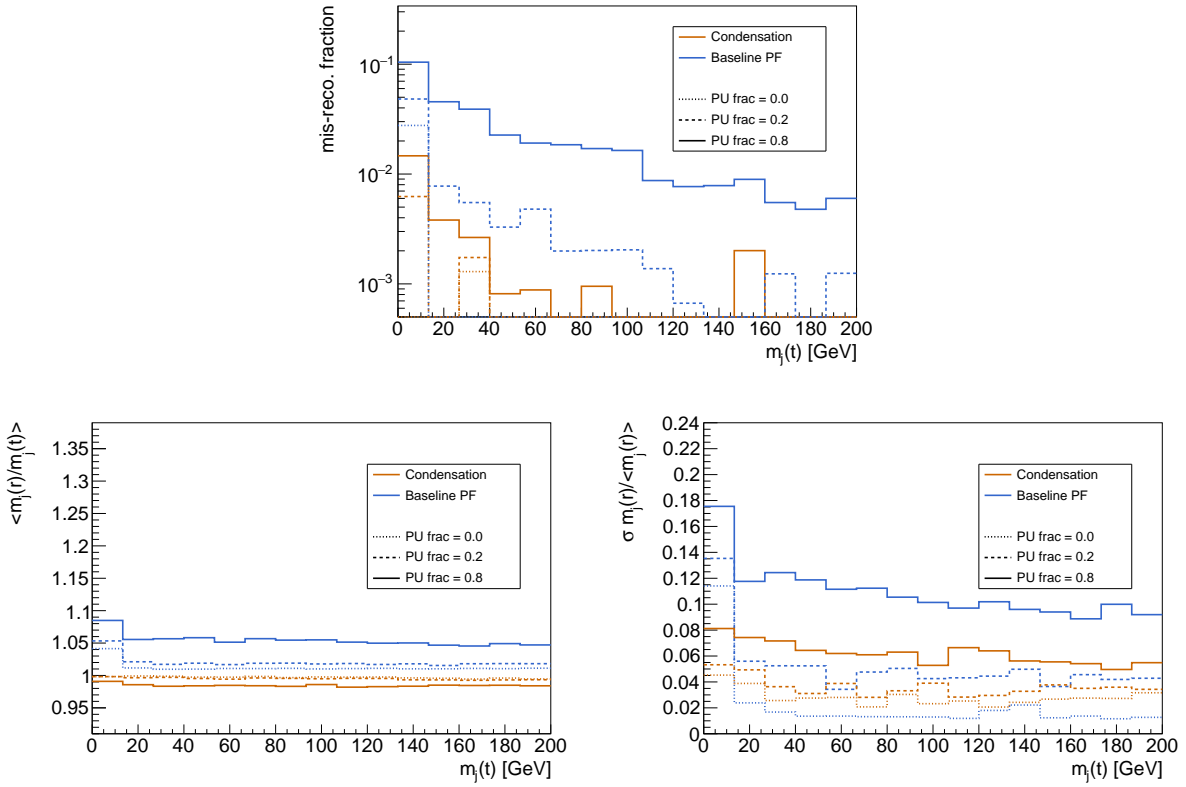 mis-reco. fraction
10⁻¹
10⁻²
10⁻³
Condensation
Baseline PF
PU frac = 0.0
PU frac = 0.2
PU frac = 0.8
0 20 40 60 80 100 120 140 160 180 200
m_j(t) [GeV]
<m_j(r)/m_j(t)>
1.35
1.3
1.25
1.2
1.15
1.1
1.05
1
0.95
Condensation
Baseline PF
PU frac = 0.0
PU frac = 0.2
PU frac = 0.8
0 20 40 60 80 100 120 140 160 180 200
m_j(t) [GeV]
σ m_j(r)/<m_j(r)>
0.24
0.22
0.2
0.18
0.16
0.14
0.12
0.1
0.08
0.06
0.04
0.02
0
Condensation
Baseline PF
PU frac = 0.0
PU frac = 0.2
PU frac = 0.8
0 20 40 60 80 100 120 140 160 180 200
m_j(t) [GeV]